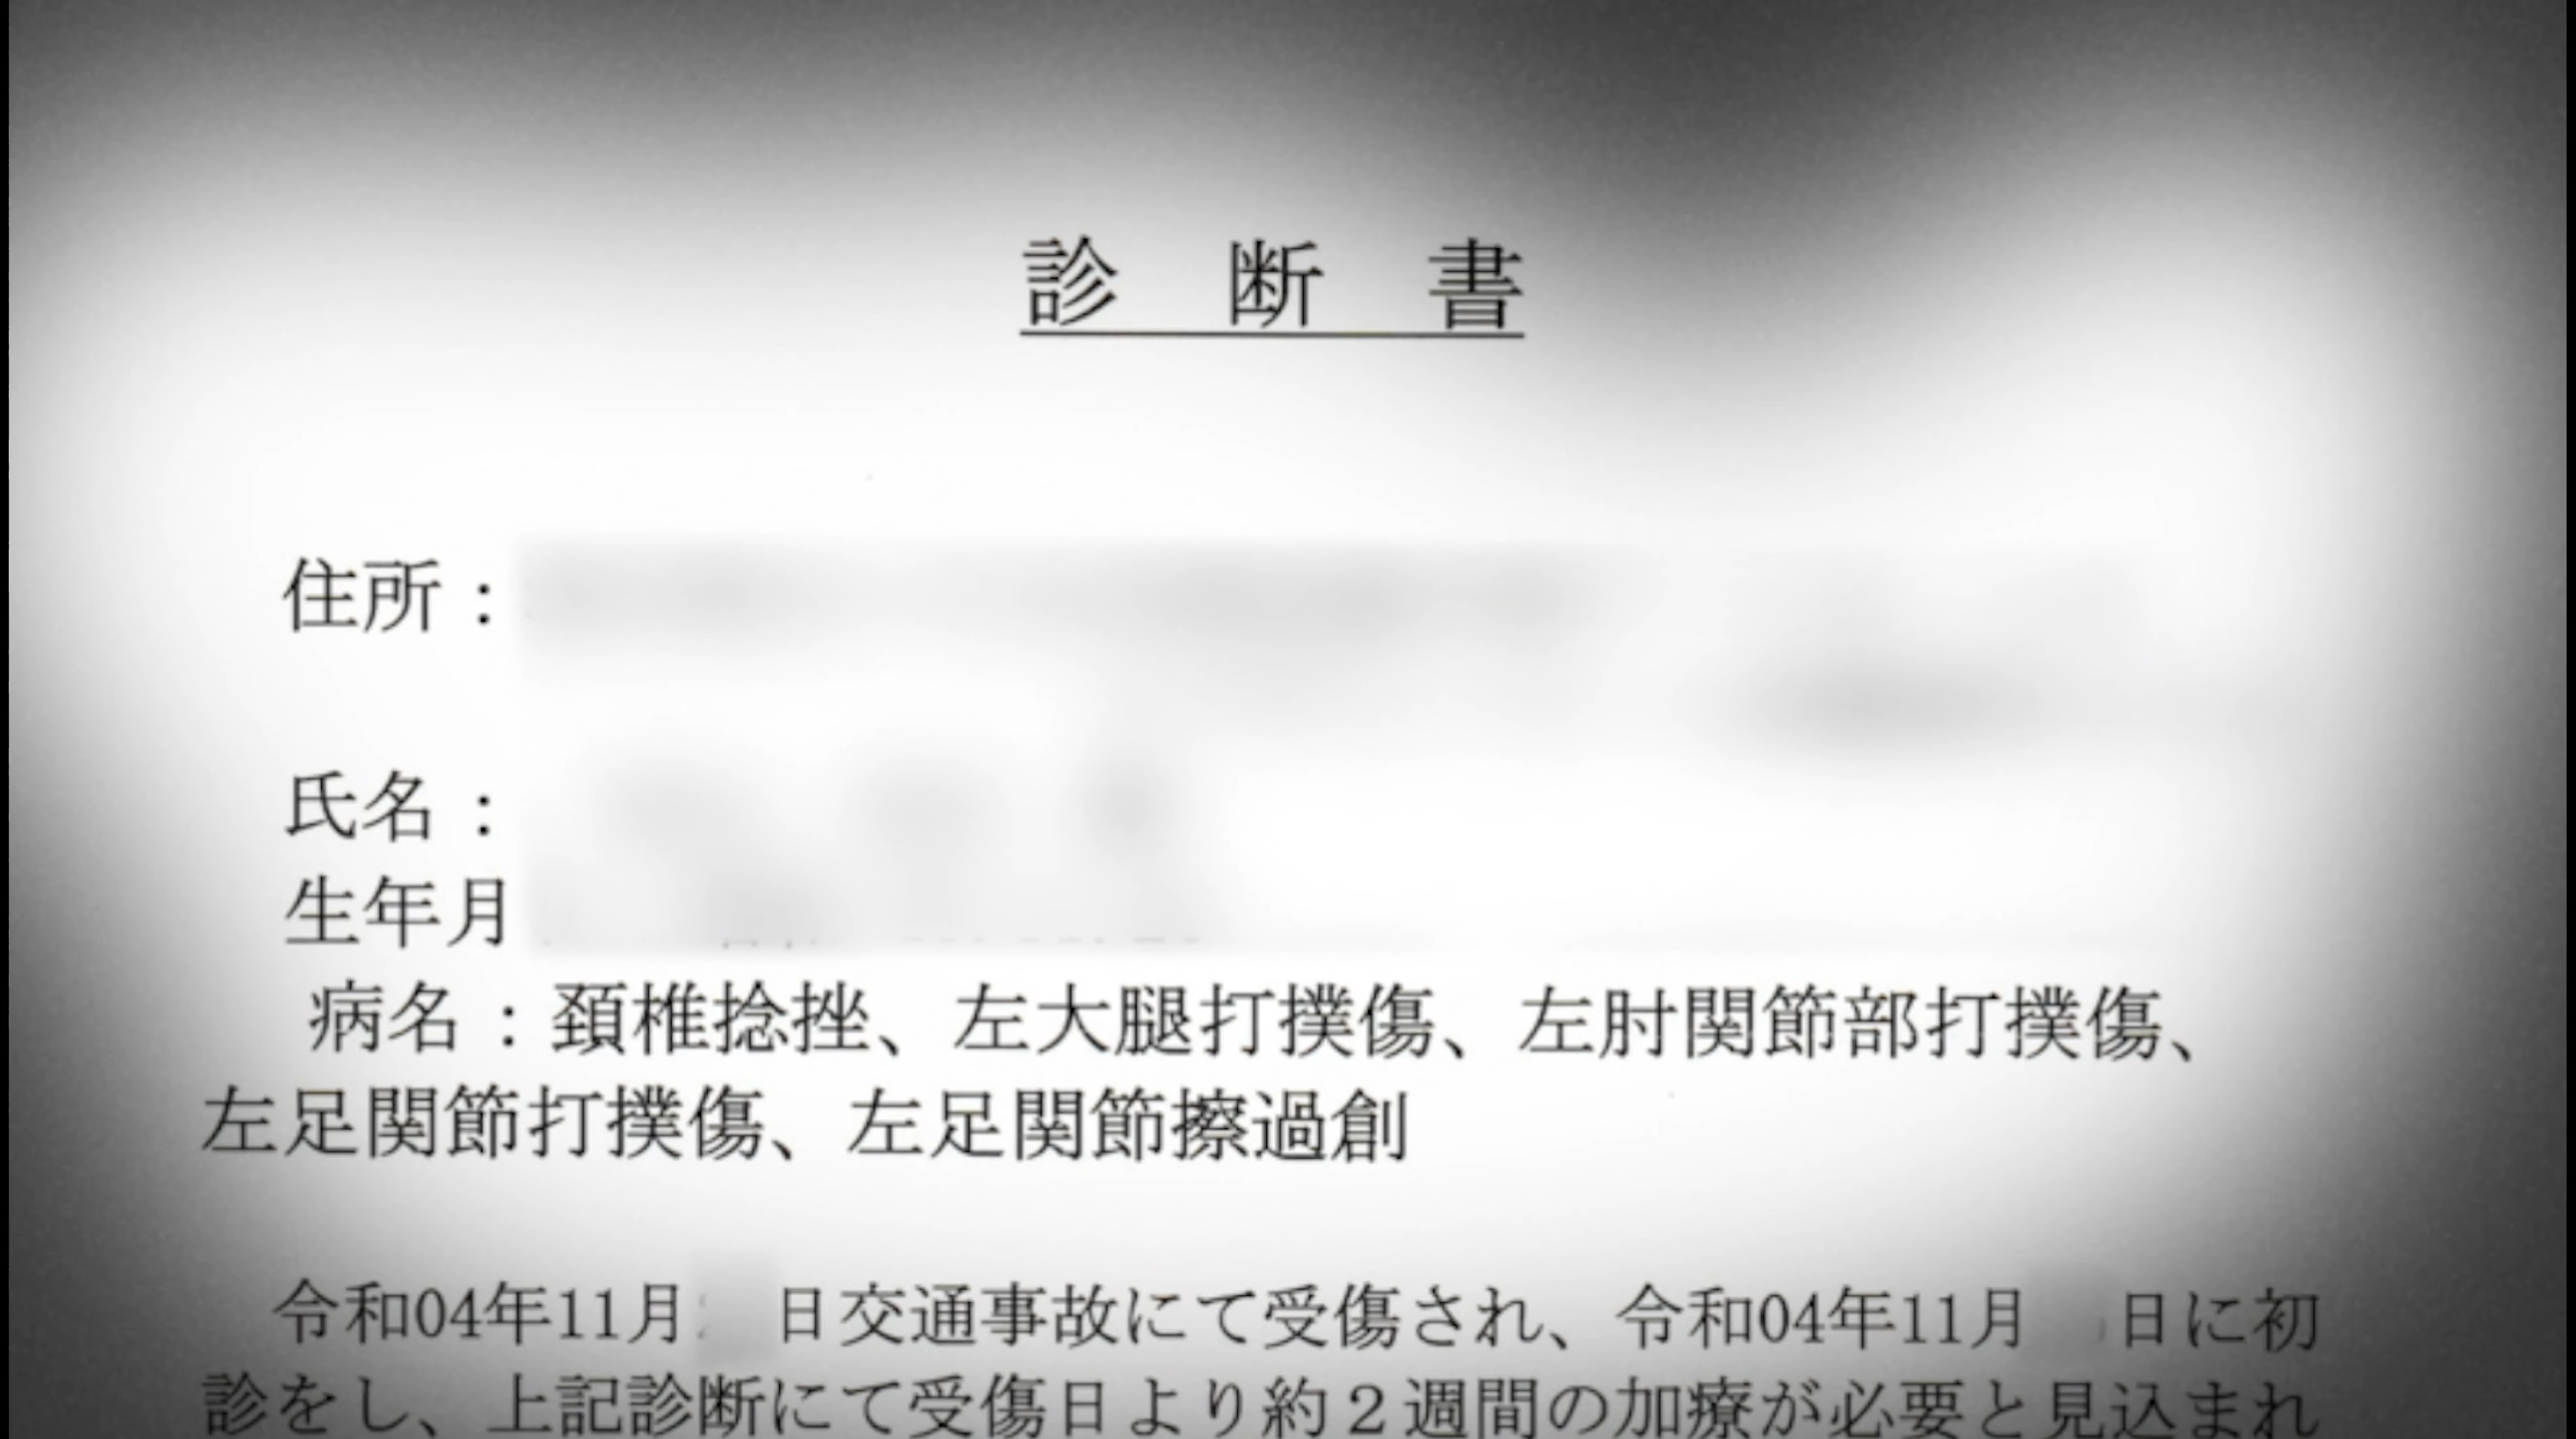 診 断 書
住所：
氏名：
生年月
病名：頚椎捻挫、左大腿打撲傷、左肘関節部打撲傷、
左足関節打撲傷、左足関節擦過創
令和04年11月 日交通事故にて受傷され、令和04年11月 日に初
診をし、上記診断にて受傷日より約２週間の加療が必要と見込まれ